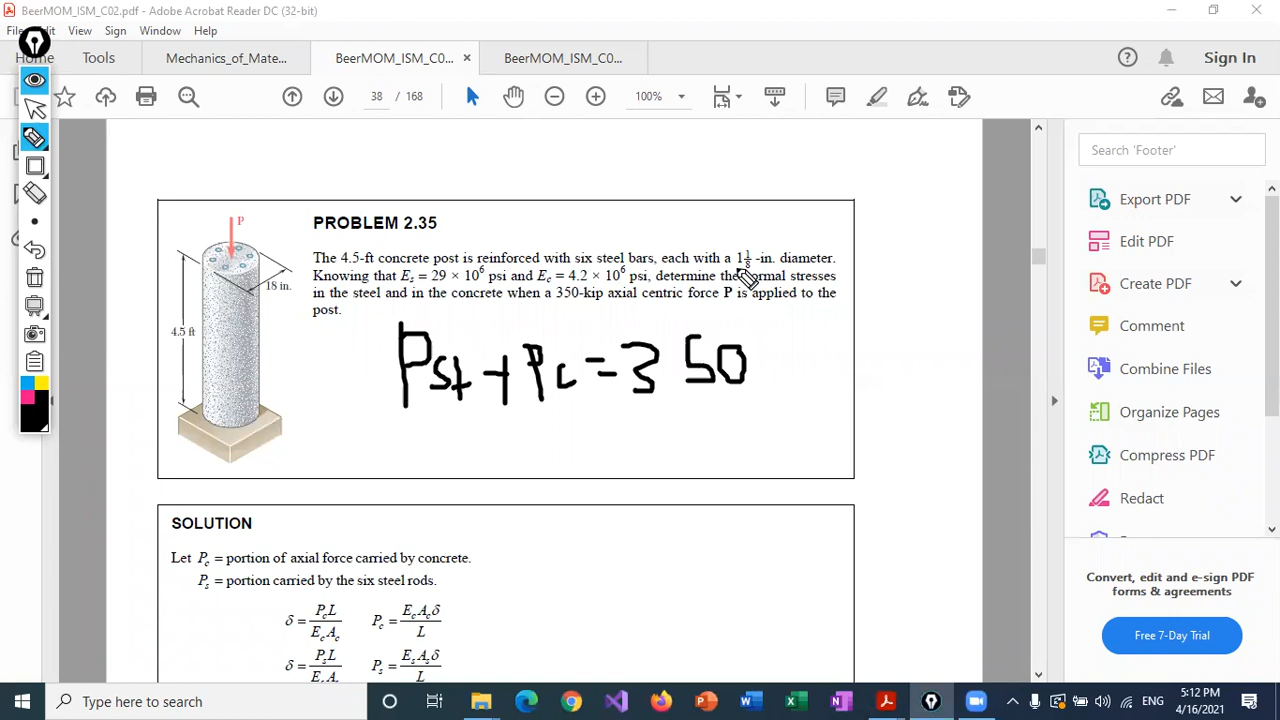 BeerMOM_ISM_C02.pdf - Adobe Acrobat Reader DC (32-bit)
File Edit View Sign Window Help
Home Tools Mechanics_of_Mate... BeerMOM_ISM_C0... × BeerMOM_ISM_C0... Sign In
38 / 168 100%
PROBLEM 2.35
The 4.5-ft concrete post is reinforced with six steel bars, each with a 1 1/8 -in. diameter.
Knowing that Es = 29 × 10^6 psi and Ec = 4.2 × 10^6 psi, determine the normal stresses
in the steel and in the concrete when a 350-kip axial centric force P is applied to the
post.
P
18 in.
4.5 ft
Pst + Pc = 350
SOLUTION
Let Pc = portion of axial force carried by concrete.
Ps = portion carried by the six steel rods.
δ = PcL / EcAc Pc = EcAcδ / L
δ = PsL / EsAs Ps = EsAsδ / L
Search 'Footer'
Export PDF
Edit PDF
Create PDF
Comment
Combine Files
Organize Pages
Compress PDF
Redact
Convert, edit and e-sign PDF
forms & agreements
Free 7-Day Trial
Type here to search
ENG
5:12 PM
4/16/2021